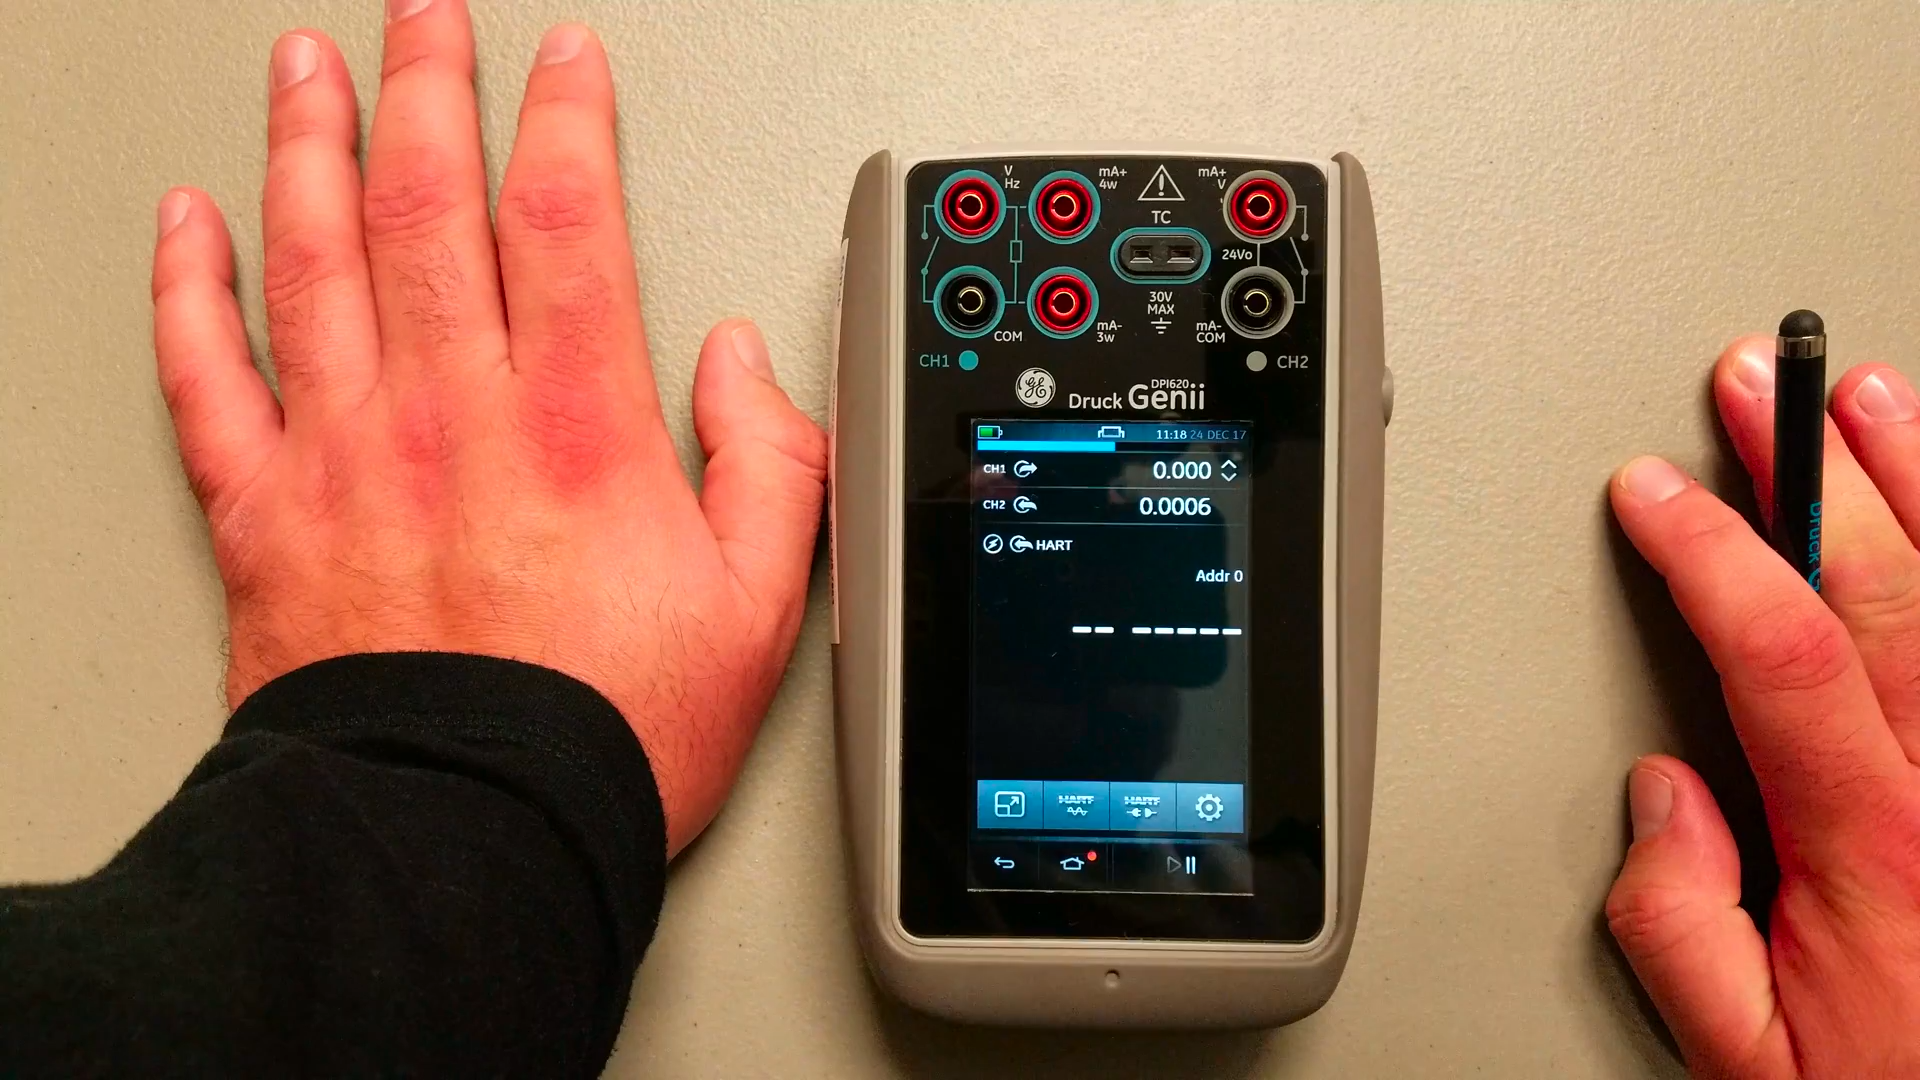 V
Hz
mA+
4w
mA+
V
TC
24Vo
30V
MAX
COM
mA-
3w
mA-
COM
CH1
CH2
GE
DPI620
Druck Genii
11:18 24 DEC 17
CH1 0.000
CH2 0.0006
HART
Addr 0
-- -----
HART HART
Druck